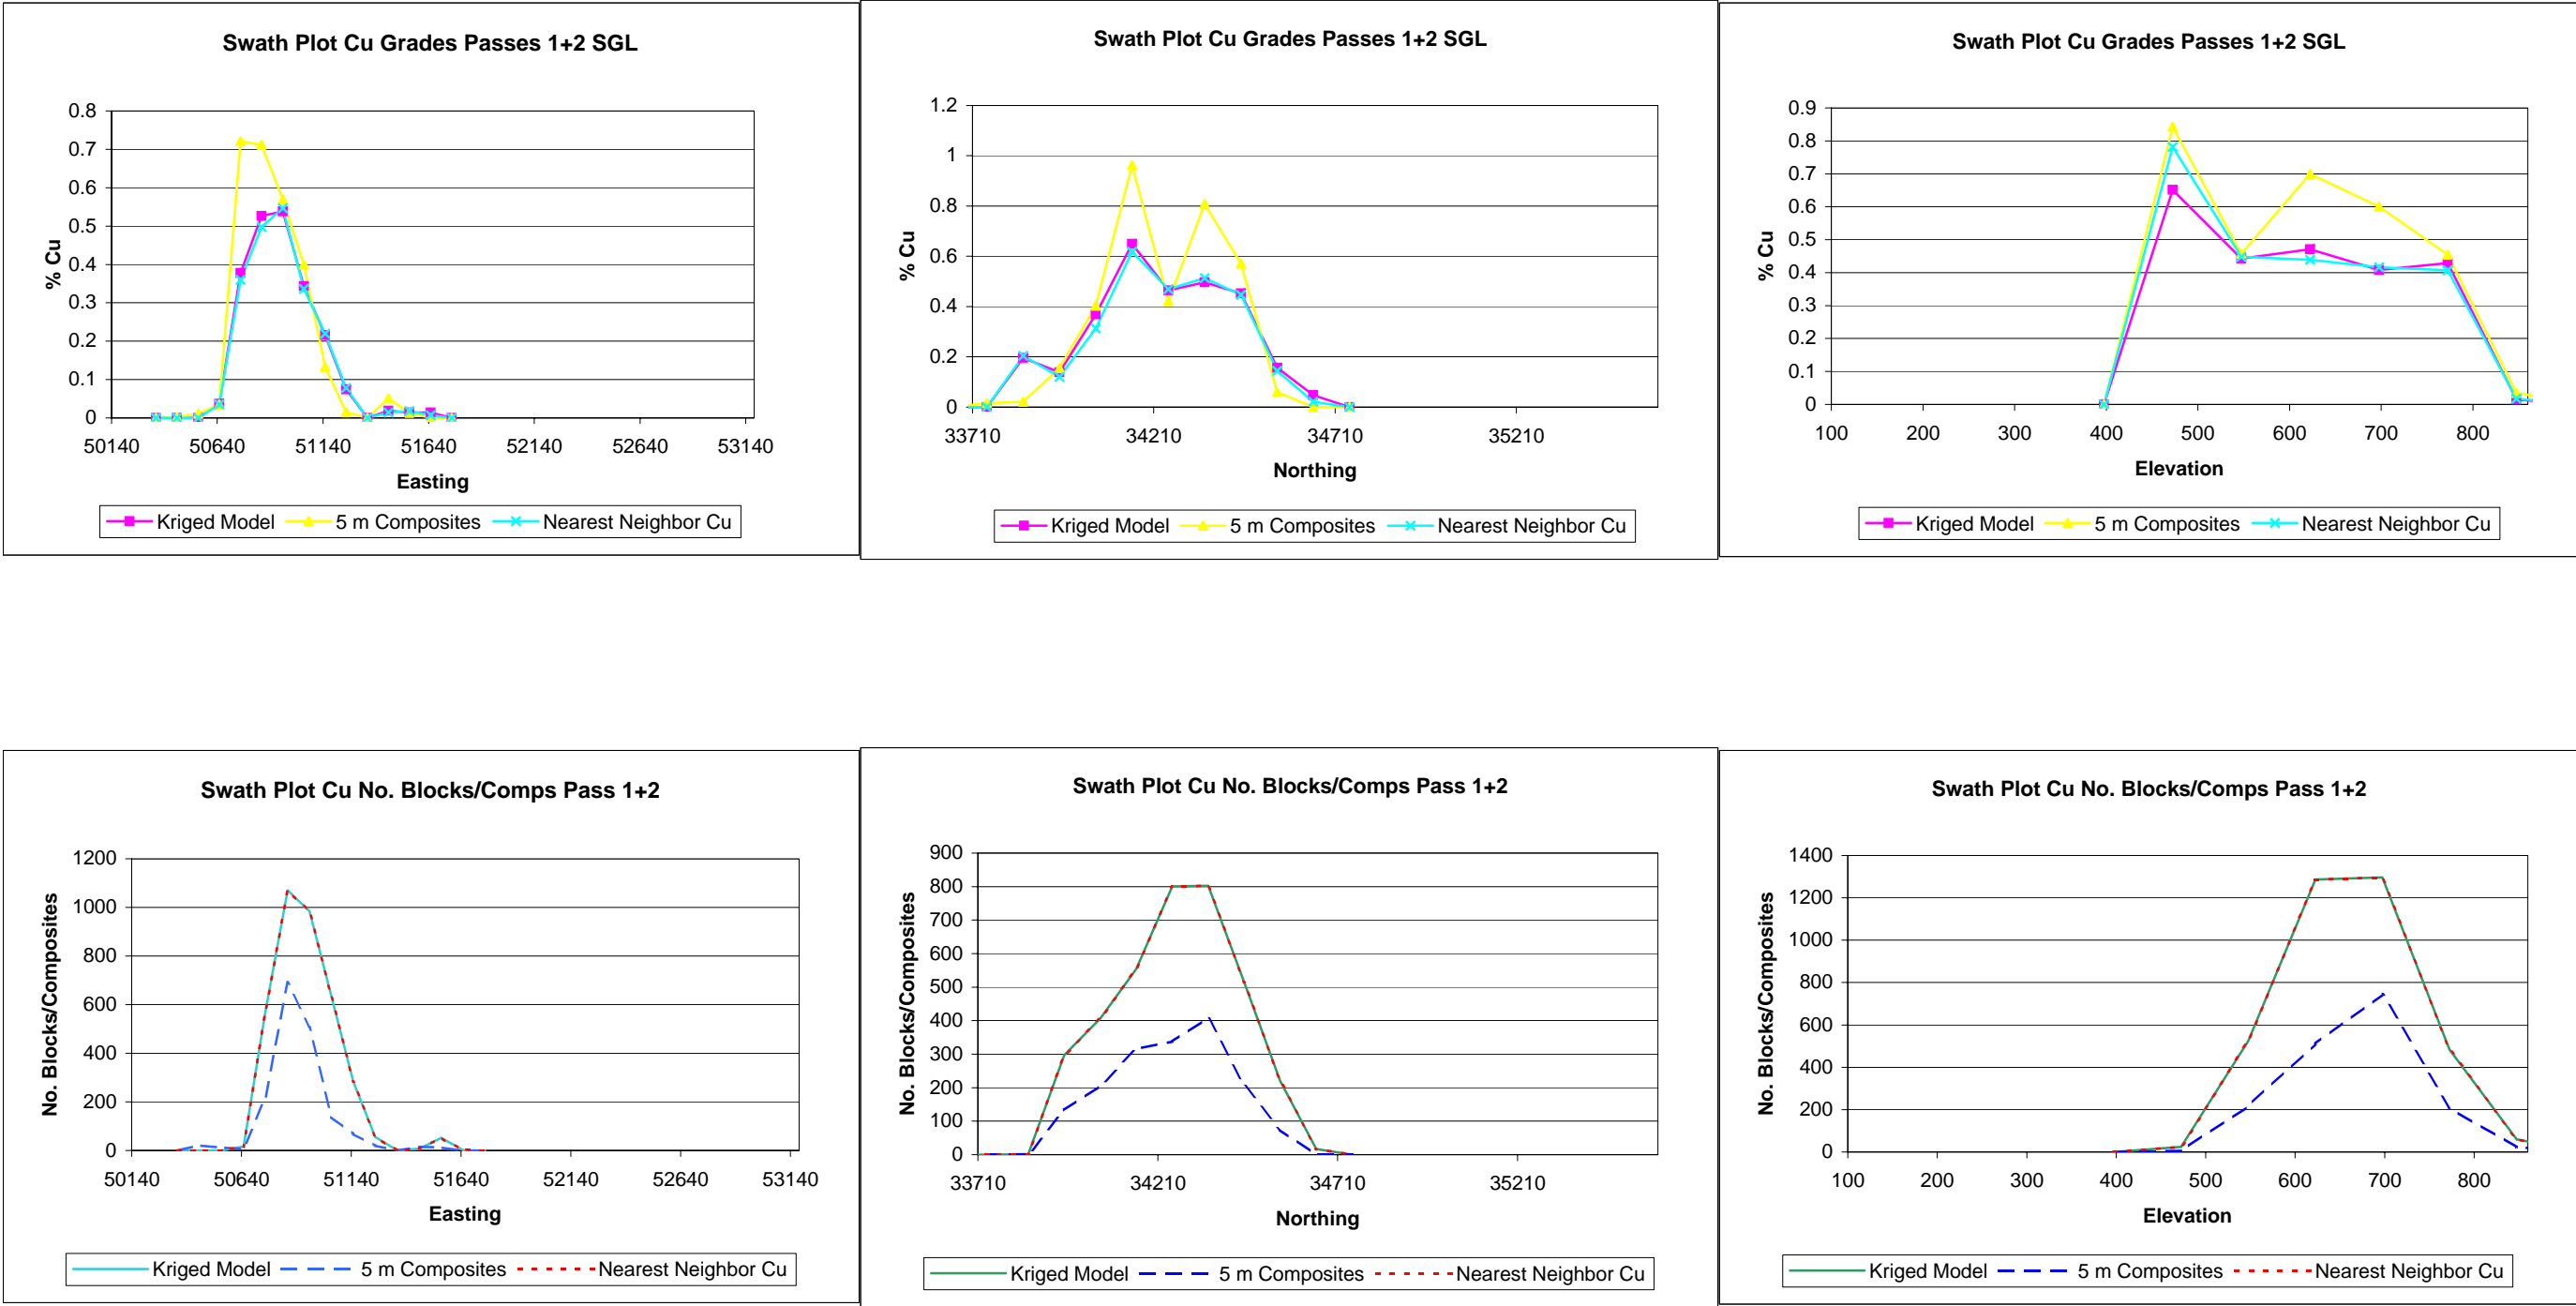 Swath Plot Cu Grades Passes 1+2 SGL
0.8
0.7
0.6
0.5
0.4
0.3
0.2
0.1
0
% Cu
50140 50640 51140 51640 52140 52640 53140
Easting
Kriged Model 5 m Composites Nearest Neighbor Cu
Swath Plot Cu Grades Passes 1+2 SGL
1.2
1
0.8
0.6
0.4
0.2
0
% Cu
33710 34210 34710 35210
Northing
Kriged Model 5 m Composites Nearest Neighbor Cu
Swath Plot Cu Grades Passes 1+2 SGL
0.9
0.8
0.7
0.6
0.5
0.4
0.3
0.2
0.1
0
% Cu
100 200 300 400 500 600 700 800
Elevation
Kriged Model 5 m Composites Nearest Neighbor Cu
Swath Plot Cu No. Blocks/Comps Pass 1+2
1200
1000
800
600
400
200
0
No. Blocks/Composites
50140 50640 51140 51640 52140 52640 53140
Easting
Kriged Model 5 m Composites Nearest Neighbor Cu
Swath Plot Cu No. Blocks/Comps Pass 1+2
900
800
700
600
500
400
300
200
100
0
No. Blocks/Composites
33710 34210 34710 35210
Northing
Kriged Model 5 m Composites Nearest Neighbor Cu
Swath Plot Cu No. Blocks/Comps Pass 1+2
1400
1200
1000
800
600
400
200
0
No. Blocks/Composites
100 200 300 400 500 600 700 800
Elevation
Kriged Model 5 m Composites Nearest Neighbor Cu